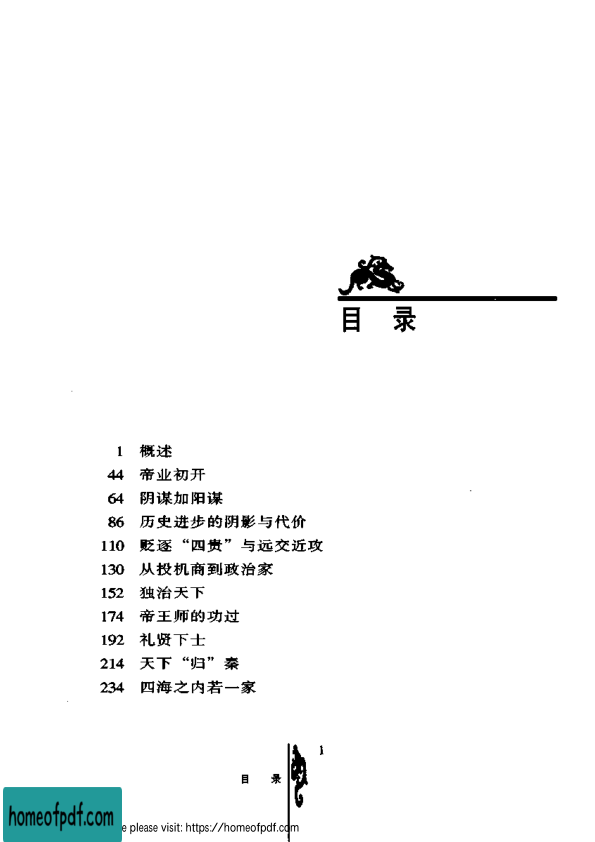 目 录
1 概述
44 帝业初开
64 阴谋加阳谋
86 历史进步的阴影与代价
110 贬逐“四贵”与远交近攻
130 从投机商到政治家
152 独治天下
174 帝王师的功过
192 礼贤下士
214 天下“归”秦
234 四海之内若一家
1
目 录
homeofpdf.com
e please visit: https://homeofpdf.com